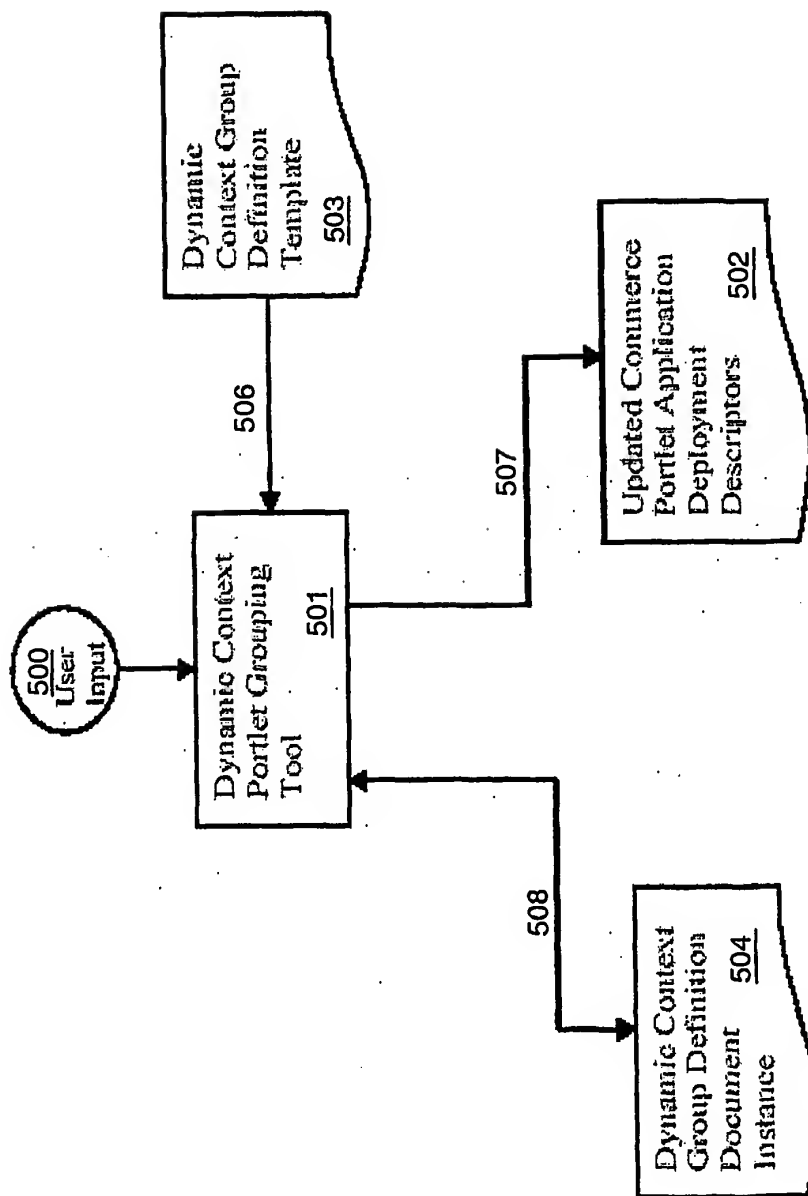 500
User
Input
Dynamic Context
Portlet Grouping
Tool
501
506
Dynamic
Context Group
Definition
Template
503
507
Updated Commerce
Portlet Application
Deployment
Descriptors
502
508
Dynamic Context
Group Definition
Document
504
Instance